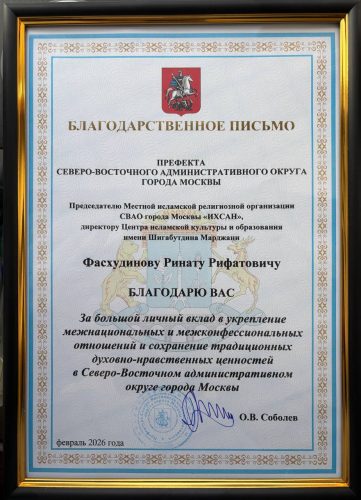 БЛАГОДАРСТВЕННОЕ ПИСЬМО
ПРЕФЕКТА
СЕВЕРО-ВОСТОЧНОГО АДМИНИСТРАТИВНОГО ОКРУГА
ГОРОДА МОСКВЫ
Председателю Местной исламской религиозной организации
СВАО города Москвы «ИХСАН»,
директору Центра исламской культуры и образования
имени Шигабутдина Марджани
Фасхудинову Ринату Рифатовичу
БЛАГОДАРЮ ВАС
За большой личный вклад в укрепление
межнациональных и межконфессиональных
отношений и сохранение традиционных
духовно-нравственных ценностей
в Северо-Восточном административном
округе города Москвы
О.В. Соболев
февраль 2026 года